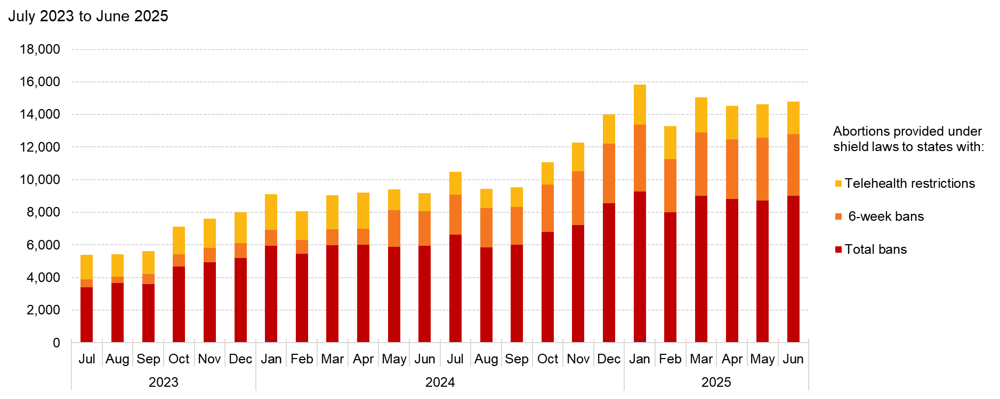 July 2023 to June 2025
18,000
16,000
14,000
12,000
10,000
8,000
6,000
4,000
2,000
0
Jul Aug Sep Oct Nov Dec Jan Feb Mar Apr May Jun Jul Aug Sep Oct Nov Dec Jan Feb Mar Apr May Jun
2023 2024 2025
Abortions provided under
shield laws to states with:
Telehealth restrictions
6-week bans
Total bans